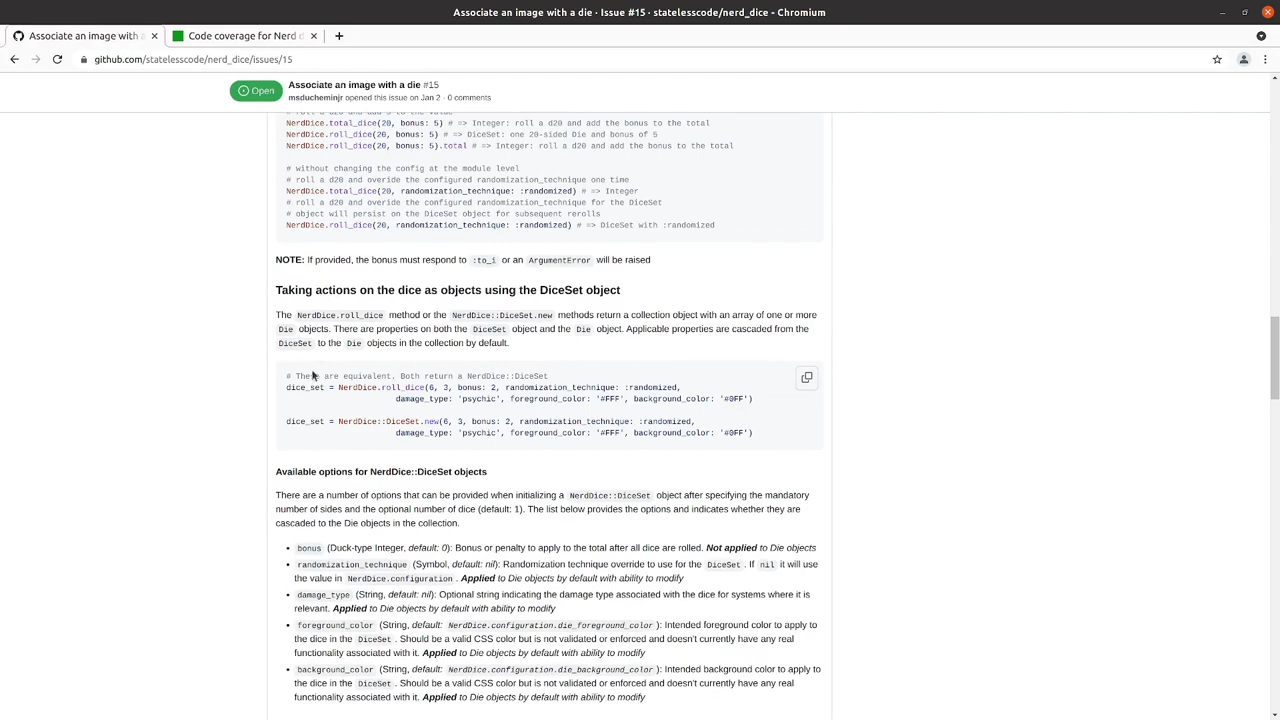 Associate an image with a die · Issue #15 · statelesscode/nerd_dice - Chromium
Associate an image with a
Code coverage for Nerd d
github.com/statelesscode/nerd_dice/issues/15
Open
Associate an image with a die #15
msducheminjr opened this issue on Jan 2 · 0 comments
NerdDice.total_dice(20, bonus: 5) # => Integer: roll a d20 and add the bonus to the total
NerdDice.roll_dice(20, bonus: 5) # => DiceSet: one 20-sided Die and bonus of 5
NerdDice.roll_dice(20, bonus: 5).total # => Integer: roll a d20 and add the bonus to the total
# without changing the config at the module level
# roll a d20 and overide the configured randomization_technique one time
NerdDice.total_dice(20, randomization_technique: :randomized) # => Integer
# roll a d20 and overide the configured randomization_technique for the DiceSet
# object will persist on the DiceSet object for subsequent rerolls
NerdDice.roll_dice(20, randomization_technique: :randomized) # => DiceSet with :randomized
NOTE: If provided, the bonus must respond to :to_i or an ArgumentError will be raised
Taking actions on the dice as objects using the DiceSet object
The NerdDice.roll_dice method or the NerdDice::DiceSet.new methods return a collection object with an array of one or more
Die objects. There are properties on both the DiceSet object and the Die object. Applicable properties are cascaded from the
DiceSet to the Die objects in the collection by default.
# These are equivalent. Both return a NerdDice::DiceSet
dice_set = NerdDice.roll_dice(6, 3, bonus: 2, randomization_technique: :randomized,
damage_type: 'psychic', foreground_color: '#FFF', background_color: '#0FF')
dice_set = NerdDice::DiceSet.new(6, 3, bonus: 2, randomization_technique: :randomized,
damage_type: 'psychic', foreground_color: '#FFF', background_color: '#0FF')
Available options for NerdDice::DiceSet objects
There are a number of options that can be provided when initializing a NerdDice::DiceSet object after specifying the mandatory
number of sides and the optional number of dice (default: 1). The list below provides the options and indicates whether they are
cascaded to the Die objects in the collection.
• bonus (Duck-type Integer, default: 0): Bonus or penalty to apply to the total after all dice are rolled. Not applied to Die objects
• randomization_technique (Symbol, default: nil): Randomization technique override to use for the DiceSet. If nil it will use
the value in NerdDice.configuration. Applied to Die objects by default with ability to modify
• damage_type (String, default: nil): Optional string indicating the damage type associated with the dice for systems where it is
relevant. Applied to Die objects by default with ability to modify
• foreground_color (String, default: NerdDice.configuration.die_foreground_color): Intended foreground color to apply to
the dice in the DiceSet. Should be a valid CSS color but is not validated or enforced and doesn't currently have any real
functionality associated with it. Applied to Die objects by default with ability to modify
• background_color (String, default: NerdDice.configuration.die_background_color): Intended background color to apply to
the dice in the DiceSet. Should be a valid CSS color but is not validated or enforced and doesn't currently have any real
functionality associated with it. Applied to Die objects by default with ability to modify